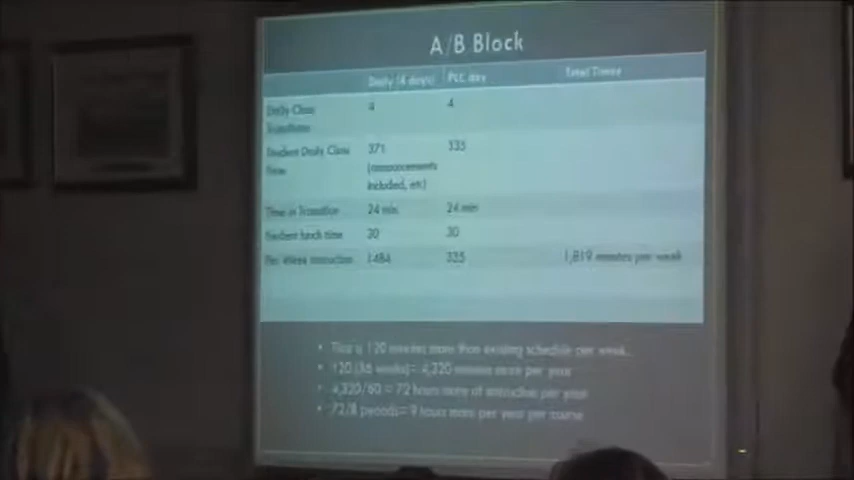 A/B Block
Daily (4 days) PLC day Total Times
Daily Class 4 4
Transitions
Student Daily Class 371 335
Time (announcements
included, etc)
Time in Transition 24 min 24 min
Student lunch time 30 30
Per Week Instruction 1484 335 1,819 minutes per week
• This is 120 minutes more than existing schedule per week.
• 120 (36 weeks)= 4,320 minutes more per year
• 4,320/60 = 72 hours more of instruction per year
• 72/8 periods= 9 hours more per year per course